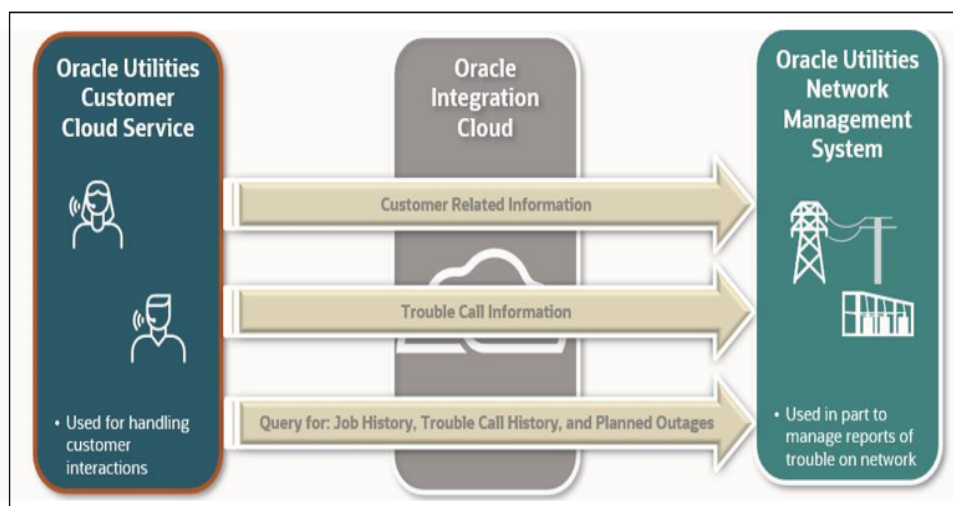 Oracle Utilities
Customer
Cloud Service
• Used for handling
customer
interactions
Oracle
Integration
Cloud
Customer Related Information
Trouble Call Information
Query for: Job History, Trouble Call History, and Planned Outages
Oracle Utilities
Network
Management
System
• Used in part to
manage reports of
trouble on network